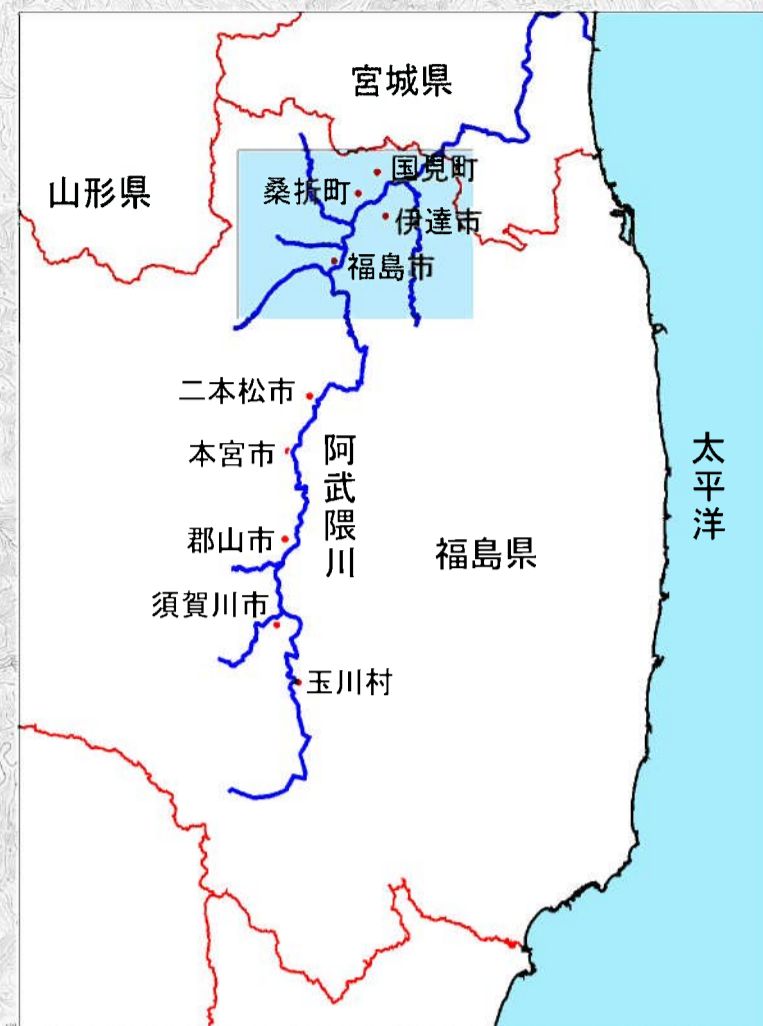 宮城県
山形県
国見町
桑折町
伊達市
福島市
二本松市
本宮市
阿武隈川
太平洋
郡山市
福島県
須賀川市
玉川村